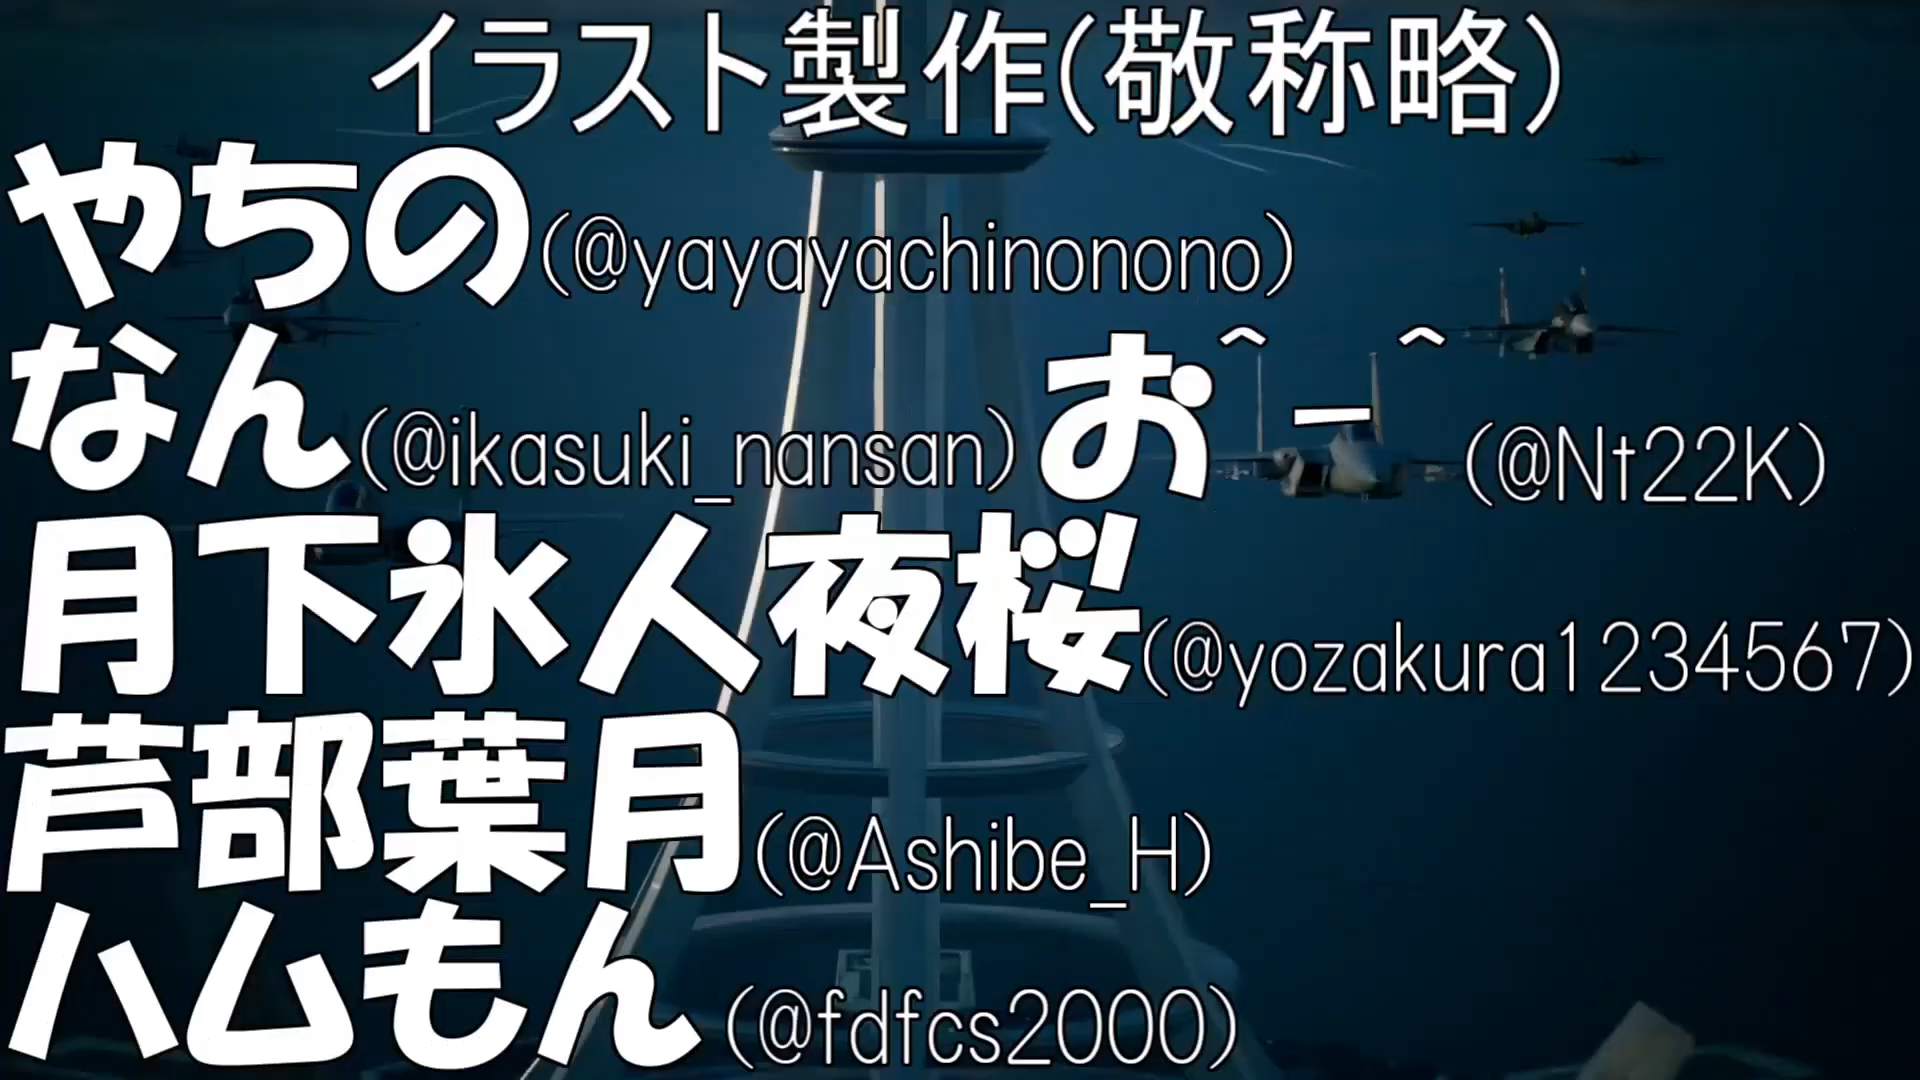 イラスト製作(敬称略)
やちの(@yayayachinonono)
なん(@ikasuki_nansan)お^-^(@Nt22K)
月下氷人夜桜(@yozakura1234567)
芦部葉月(@Ashibe_H)
ハムもん(@fdfcs2000)